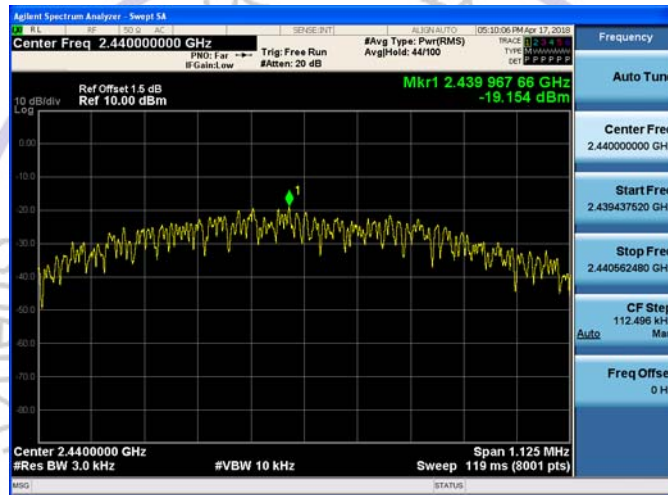 Agilent Spectrum Analyzer - Swept SA
RL RF 50 Ω AC SENSE:INT ALIGN AUTO 05:10:06 PM Apr 17, 2018
Center Freq 2.440000000 GHz
PNO: Far
IFGain:Low
Trig: Free Run
#Atten: 20 dB
#Avg Type: Pwr(RMS)
Avg|Hold: 44/100
TRACE 1 2 3 4 5 6
TYPE
DET P P P P P P
Ref Offset 1.5 dB
10 dB/div Ref 10.00 dBm
Log
Mkr1 2.439 967 66 GHz
-19.154 dBm
1
0.00
-10.0
-20.0
-30.0
-40.0
-50.0
-60.0
-70.0
-80.0
Center 2.4400000 GHz
#Res BW 3.0 kHz
#VBW 10 kHz
Span 1.125 MHz
Sweep 119 ms (8001 pts)
MSG
STATUS
Frequency
Auto Tun
Center Fre
2.440000000 GH
Start Fre
2.439437520 GH
Stop Fre
2.440562480 GH
CF Ste
112.496 kH
Auto Ma
Freq Offse
0 H